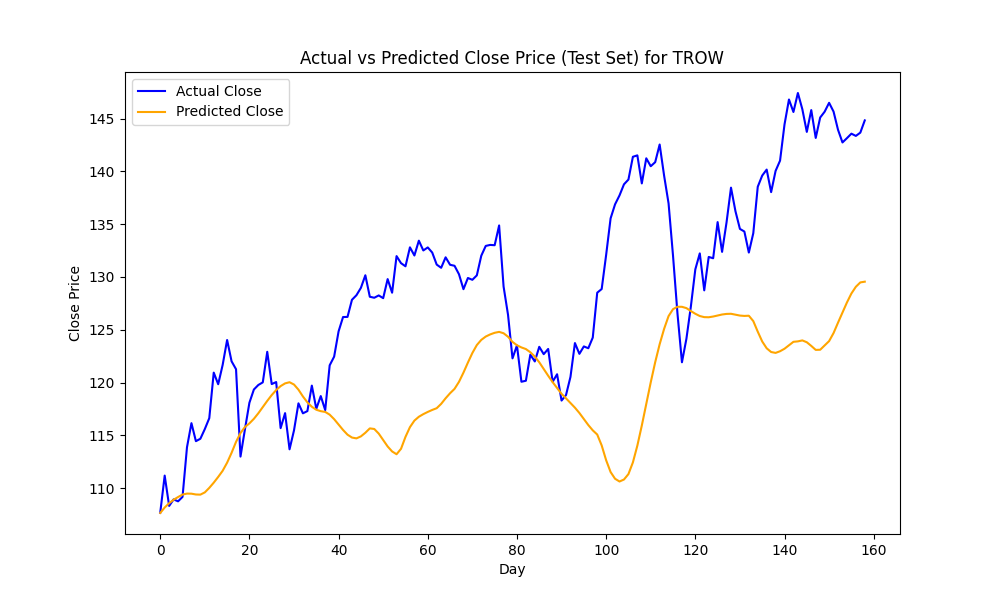 Actual vs Predicted Close Price (Test Set) for TROW
Actual Close
Predicted Close
145
140
135
130
125
120
115
110
Close Price
0 20 40 60 80 100 120 140 160
Day